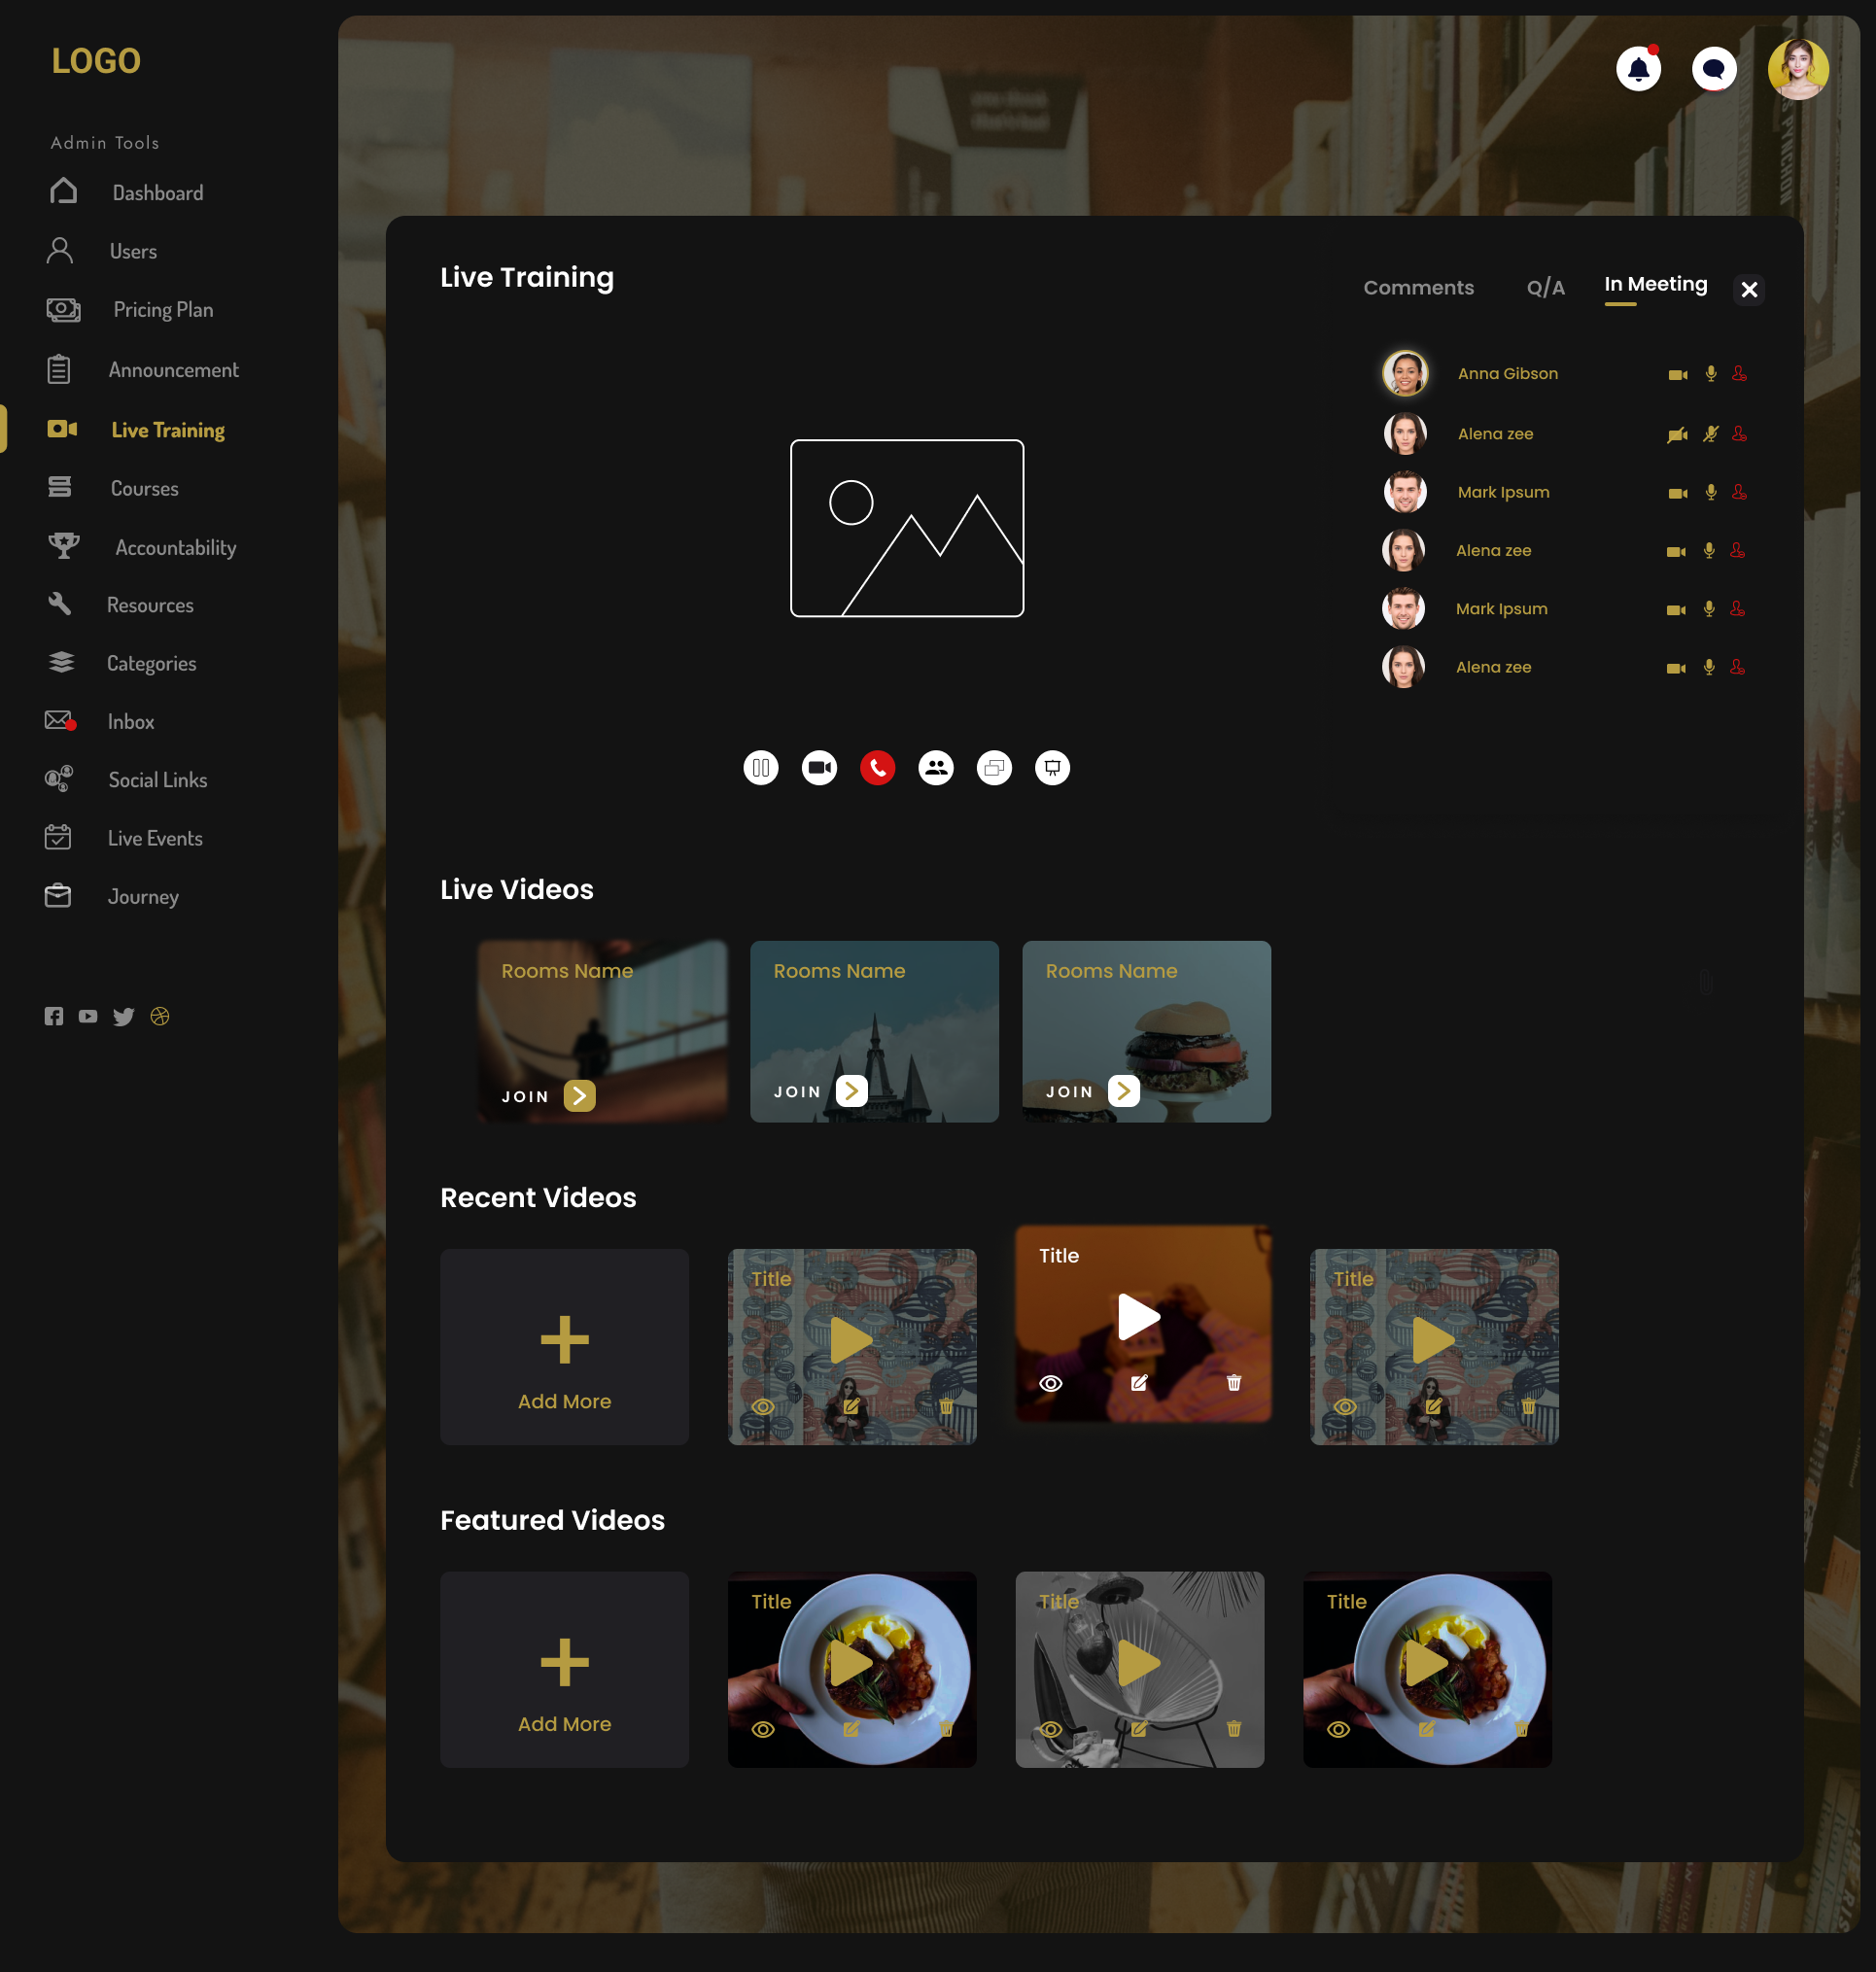 LOGO
Admin Tools
Dashboard
Users
Pricing Plan
Announcement
Live Training
Courses
Accountability
Resources
Categories
Inbox
Social Links
Live Events
Journey
Live Training
Comments
Q/A
In Meeting
Anna Gibson
Alena zee
Mark Ipsum
Alena zee
Mark Ipsum
Alena zee
Live Videos
Rooms Name
JOIN
Rooms Name
JOIN
Rooms Name
JOIN
Recent Videos
Add More
Title
Title
Title
Featured Videos
Add More
Title
Title
Title